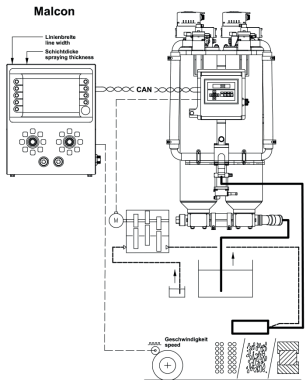 Malcon
Linienbreite
line width
Schichtdicke
spraying thickness
CAN
M
Geschwindigkeit
speed